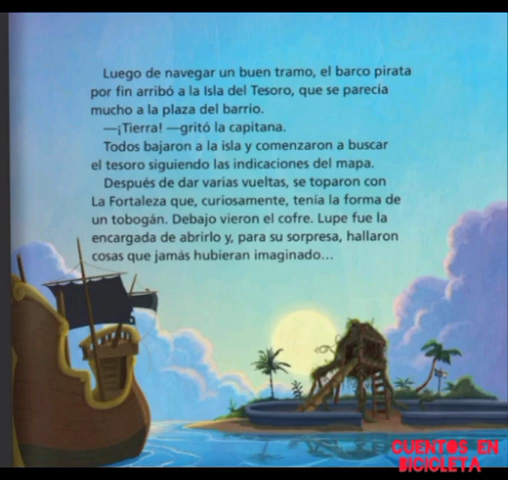 Luego de navegar un buen tramo, el barco pirata
por fin arribó a la Isla del Tesoro, que se parecía
mucho a la plaza del barrio.
—¡Tierra! —gritó la capitana.
Todos bajaron a la isla y comenzaron a buscar
el tesoro siguiendo las indicaciones del mapa.
Después de dar varias vueltas, se toparon con
La Fortaleza que, curiosamente, tenía la forma de
un tobogán. Debajo vieron el cofre. Lupe fue la
encargada de abrirlo y, para su sorpresa, hallaron
cosas que jamás hubieran imaginado...
CUENTOS EN
BICICLETA